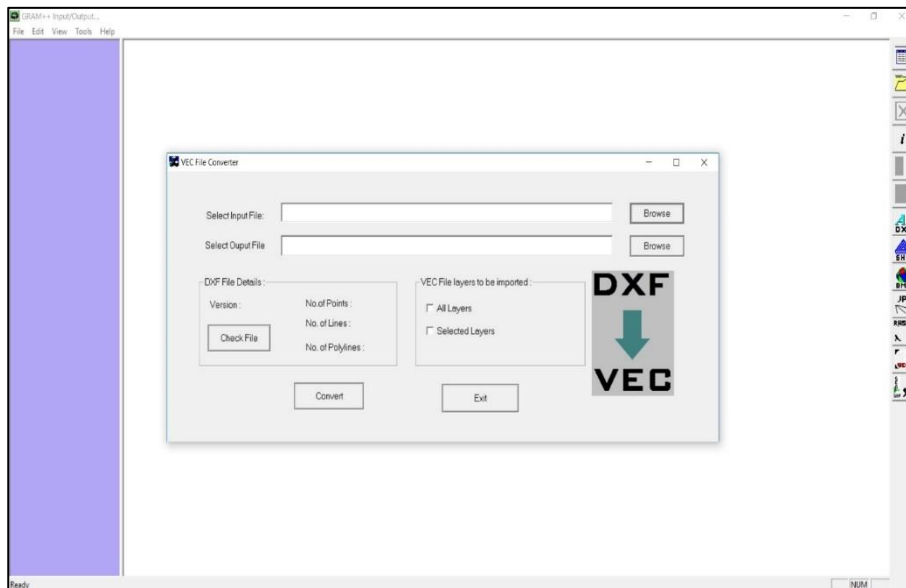 GRAM++ Input/Output...
File Edit View Tools Help
VEC File Converter
Select Input File:
Browse
Select Ouput File
Browse
DXF File Details :
Version :
No.of Points :
No. of Lines :
No. of Polylines :
Check File
VEC File layers to be imported :
All Layers
Selected Layers
DXF
VEC
Convert
Exit
i
Ready
NUM